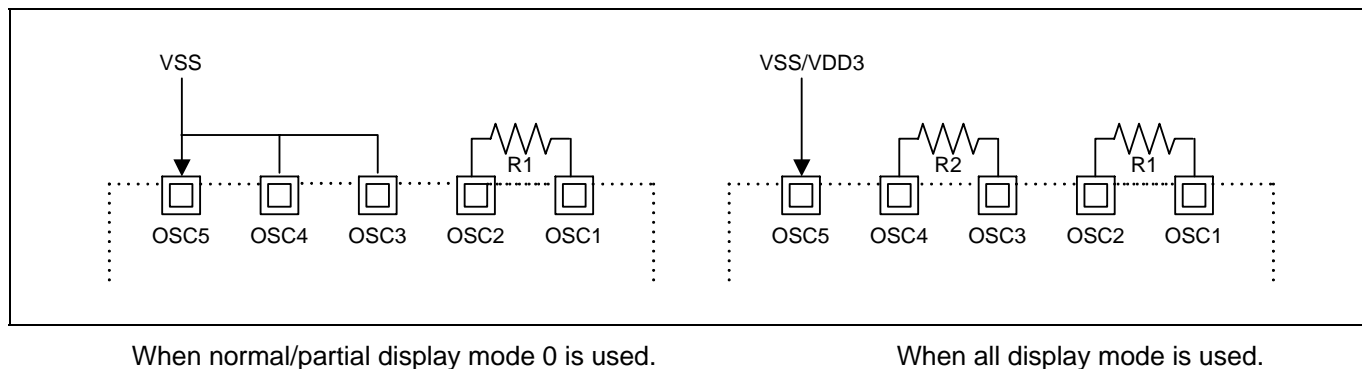 VSS
R1
OSC5 OSC4 OSC3 OSC2 OSC1
When normal/partial display mode 0 is used.
VSS/VDD3
R2 R1
OSC5 OSC4 OSC3 OSC2 OSC1
When all display mode is used.